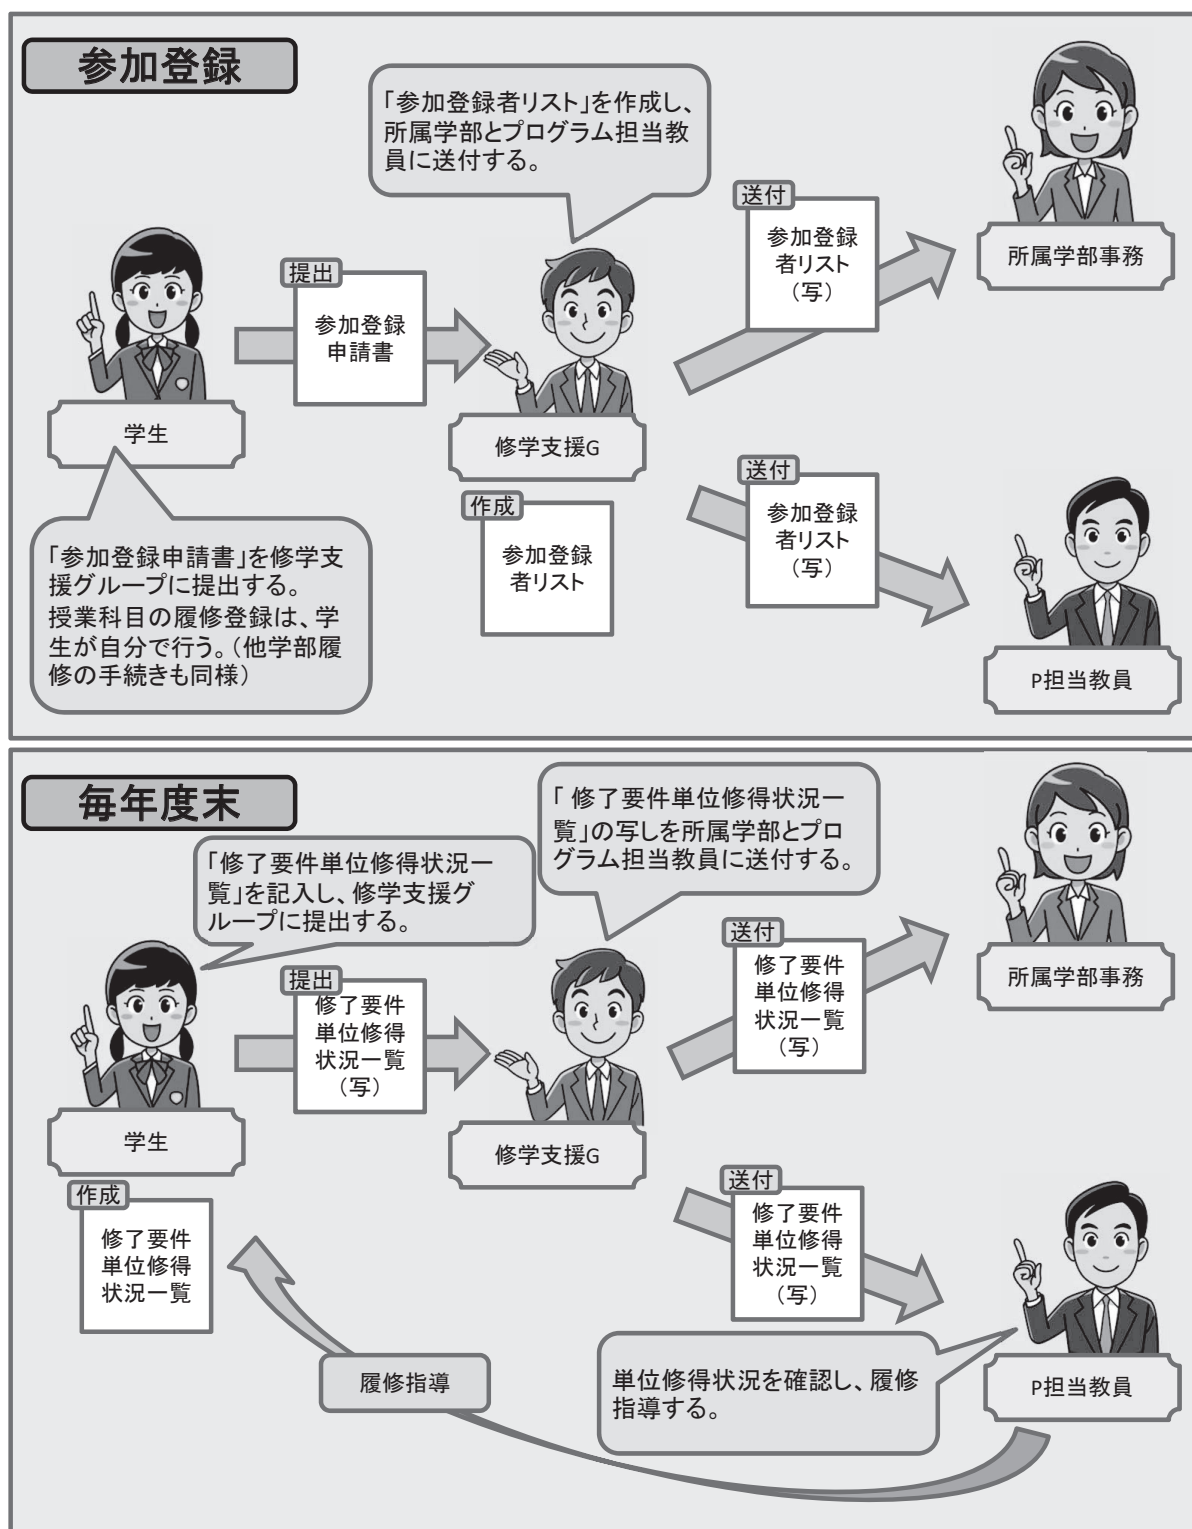 参加登録
「参加登録者リスト」を作成し、
所属学部とプログラム担当教
員に送付する。
送付
参加登録
者リスト
（写）
所属学部事務
提出
参加登録
申請書
学生
修学支援G
作成
参加登録
者リスト
送付
参加登録
者リスト
（写）
P担当教員
「参加登録申請書」を修学支
援グループに提出する。
授業科目の履修登録は、学
生が自分で行う。（他学部履
修の手続きも同様）
毎年度末
「修了要件単位修得状況一
覧」を記入し、修学支援グ
ループに提出する。
「 修了要件単位修得状況一
覧」の写しを所属学部とプロ
グラム担当教員に送付する。
送付
修了要件
単位修得
状況一覧
（写）
所属学部事務
提出
修了要件
単位修得
状況一覧
（写）
学生
修学支援G
作成
修了要件
単位修得
状況一覧
送付
修了要件
単位修得
状況一覧
（写）
履修指導
単位修得状況を確認し、履修
指導する。
P担当教員